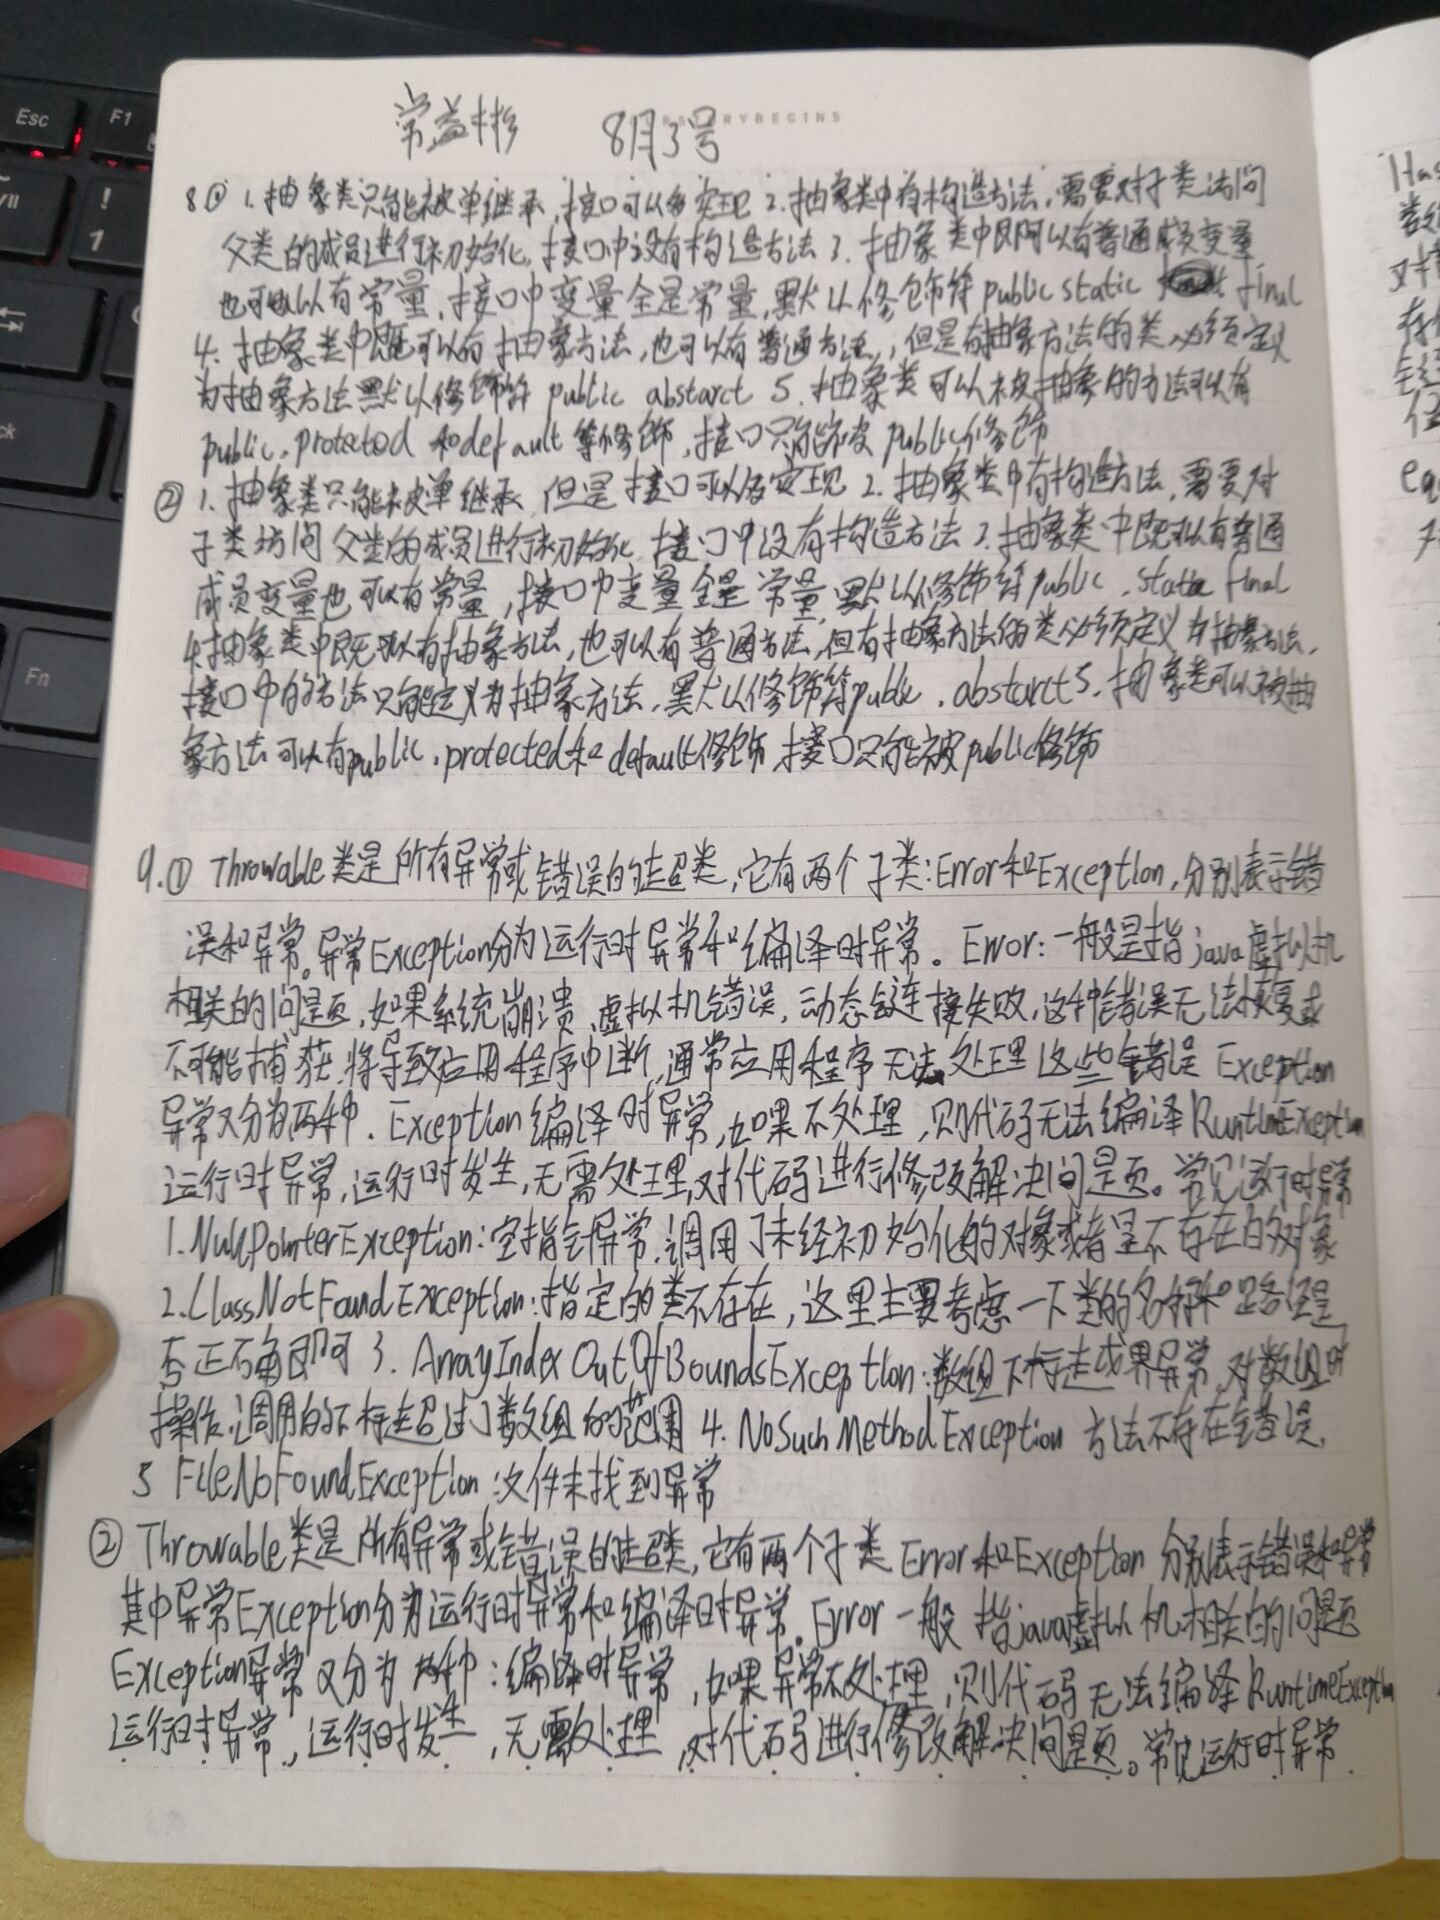 RYBEGINS
常益彬 8月3号
8① 1.抽象类只能被单继承,接口可以多实现 2.抽象类中有构造方法,需要对子类访问
父类的成员进行初始化,接口中没有构造方法 3.抽象类中既可以有普通成员变量
也可以有常量,接口中变量全是常量,默认修饰符public static final
4.抽象类中既可以有抽象方法,也可以有普通方法,但是有抽象方法的类必须定义
为抽象方法默认修饰符 public abstarct 5.抽象类可以被抽象的方法可以有
public.protected 和default等修饰,接口只能被public修饰
② 1.抽象类只能被单继承,但是接口可以多实现 2.抽象类中有构造方法,需要对
子类访问父类的成员进行初始化,接口中没有构造方法 3.抽象类中既可以有普通
成员变量也可以有常量,接口中变量全是常量,默认修饰符public.state final
4.抽象类中既可以有抽象方法,也可以有普通方法,但有抽象方法的类必须定义为抽象方法,
接口中的方法只能定义为抽象方法,默认修饰符public.abstarct5.抽象类可以被抽
象方法可以有public.protected和default修饰,接口只能被public修饰
9.① Throwable类是所有异常或错误的超类,它有两个子类:Error和Exception,分别表示错
误和异常。异常Exception分为运行时异常和编译时异常。Error:一般是指java虚拟机
相关的问题,如果系统崩溃,虚拟机错误,动态链连接失败,这种错误无法恢复或
不可能捕获,将导致应用程序中断,通常应用程序无法处理这些错误 Exception
异常又分为两种.Exception编译时异常,如果不处理,则代码无法编译RuntimeException
运行时异常,运行时发生,无需处理,对代码进行修改解决问题。常见运行时异常
1.NullPointerException:空指针异常,调用了未经初始化的对象或者是不存在的对象
2.ClassNotFoundException:指定的类不存在,这里主要考虑一下类的名称和路径是
否正确即可 3.ArrayIndexOutOfBoundsException:数组下标走越界异常,对数组时
操作,调用的下标超过了数组的范围 4.NoSuchMethodException 方法不存在错误,
5 FileNoFoundException:文件未找到异常
② Throwable类是所有异常或错误的超类,它有两个子类 Error和Exception 分别表示错误和异常
其中异常Exception分为运行时异常和编译时异常。Error一般指java虚拟机相关的问题
Exception异常又分为两种:编译时异常,如果异常不处理,则代码无法编译RuntimeException
运行时异常,运行时发生,无需处理,对代码进行修改解决问题。常见运行时异常.
Esc
F1
VII
!
1
ck
Fn
Has
数
对
存
eq